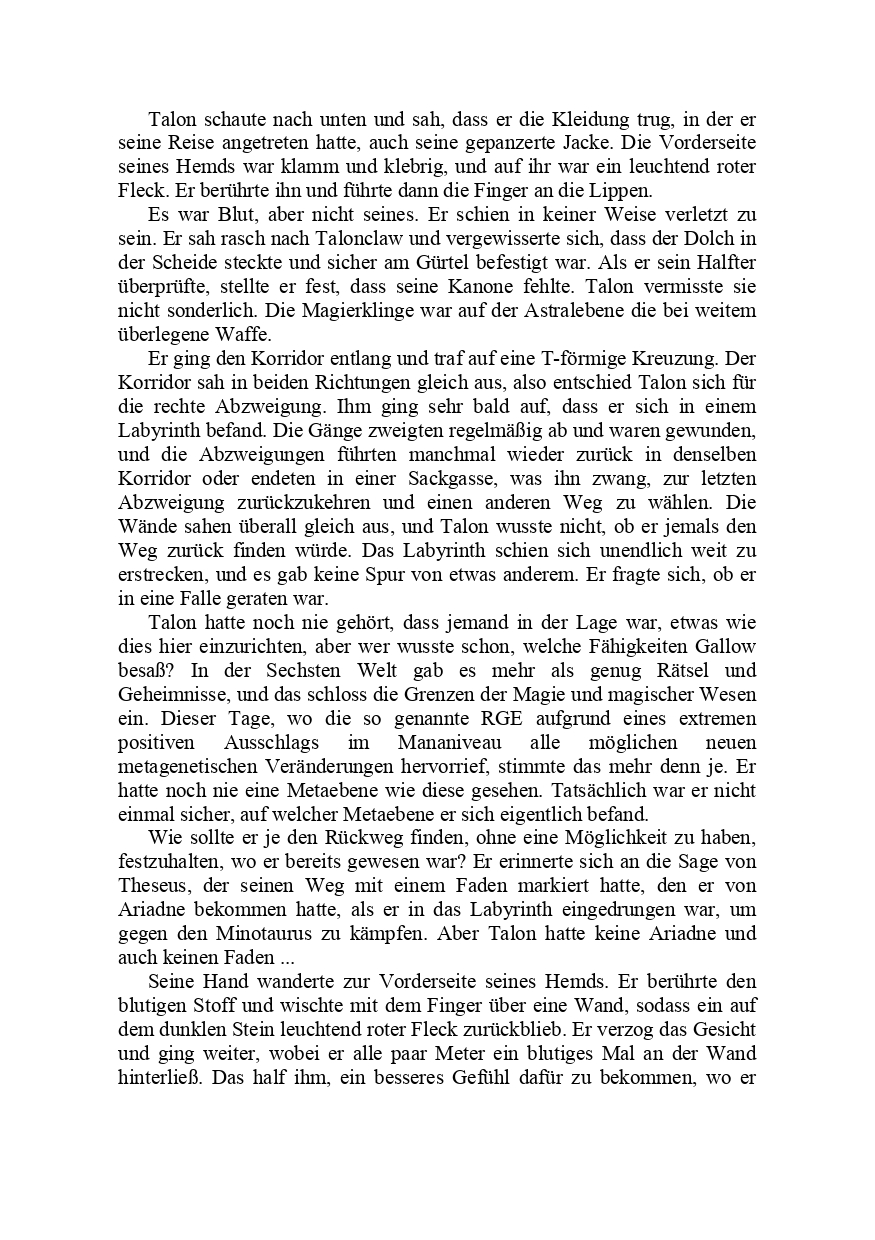 Talon schaute nach unten und sah, dass er die Kleidung trug, in der er
seine Reise angetreten hatte, auch seine gepanzerte Jacke. Die Vorderseite
seines Hemds war klamm und klebrig, und auf ihr war ein leuchtend roter
Fleck. Er berührte ihn und führte dann die Finger an die Lippen.
Es war Blut, aber nicht seines. Er schien in keiner Weise verletzt zu
sein. Er sah rasch nach Talonclaw und vergewisserte sich, dass der Dolch in
der Scheide steckte und sicher am Gürtel befestigt war. Als er sein Halfter
überprüfte, stellte er fest, dass seine Kanone fehlte. Talon vermisste sie
nicht sonderlich. Die Magierklinge war auf der Astralebene die bei weitem
überlegene Waffe.
Er ging den Korridor entlang und traf auf eine T-förmige Kreuzung. Der
Korridor sah in beiden Richtungen gleich aus, also entschied Talon sich für
die rechte Abzweigung. Ihm ging sehr bald auf, dass er sich in einem
Labyrinth befand. Die Gänge zweigten regelmäßig ab und waren gewunden,
und die Abzweigungen führten manchmal wieder zurück in denselben
Korridor oder endeten in einer Sackgasse, was ihn zwang, zur letzten
Abzweigung zurückzukehren und einen anderen Weg zu wählen. Die
Wände sahen überall gleich aus, und Talon wusste nicht, ob er jemals den
Weg zurück finden würde. Das Labyrinth schien sich unendlich weit zu
erstrecken, und es gab keine Spur von etwas anderem. Er fragte sich, ob er
in eine Falle geraten war.
Talon hatte noch nie gehört, dass jemand in der Lage war, etwas wie
dies hier einzurichten, aber wer wusste schon, welche Fähigkeiten Gallow
besaß? In der Sechsten Welt gab es mehr als genug Rätsel und
Geheimnisse, und das schloss die Grenzen der Magie und magischer Wesen
ein. Dieser Tage, wo die so genannte RGE aufgrund eines extremen
positiven Ausschlags im Mananiveau alle möglichen neuen
metagenetischen Veränderungen hervorrief, stimmte das mehr denn je. Er
hatte noch nie eine Metaebene wie diese gesehen. Tatsächlich war er nicht
einmal sicher, auf welcher Metaebene er sich eigentlich befand.
Wie sollte er je den Rückweg finden, ohne eine Möglichkeit zu haben,
festzuhalten, wo er bereits gewesen war? Er erinnerte sich an die Sage von
Theseus, der seinen Weg mit einem Faden markiert hatte, den er von
Ariadne bekommen hatte, als er in das Labyrinth eingedrungen war, um
gegen den Minotaurus zu kämpfen. Aber Talon hatte keine Ariadne und
auch keinen Faden ...
Seine Hand wanderte zur Vorderseite seines Hemds. Er berührte den
blutigen Stoff und wischte mit dem Finger über eine Wand, sodass ein auf
dem dunklen Stein leuchtend roter Fleck zurückblieb. Er verzog das Gesicht
und ging weiter, wobei er alle paar Meter ein blutiges Mal an der Wand
hinterließ. Das half ihm, ein besseres Gefühl dafür zu bekommen, wo er